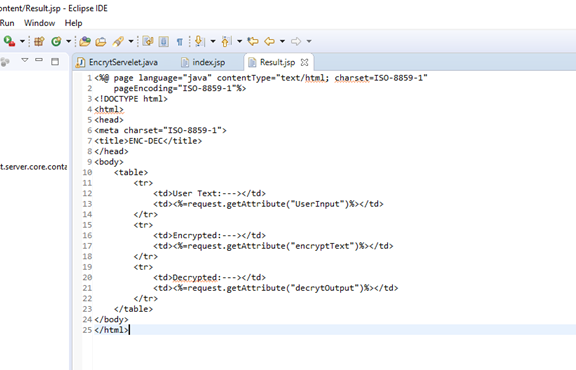 ontent/Result.jsp - Eclipse IDE
Run Window Help
EncrytServelet.java index.jsp Result.jsp
t.server.core.conta
1 <%@ page language="java" contentType="text/html; charset=ISO-8859-1"
2 pageEncoding="ISO-8859-1"%>
3 <!DOCTYPE html>
4 <html>
5 <head>
6 <meta charset="ISO-8859-1">
7 <title>ENC-DEC</title>
8 </head>
9 <body>
10 <table>
11 <tr>
12 <td>User Text:---></td>
13 <td><%=request.getAttribute("UserInput")%></td>
14 </tr>
15 <tr>
16 <td>Encrypted:---></td>
17 <td><%=request.getAttribute("encryptText")%></td>
18 </tr>
19 <tr>
20 <td>Decrypted:---></td>
21 <td><%=request.getAttribute("decrytOutput")%></td>
22 </tr>
23 </table>
24 </body>
25 </html>